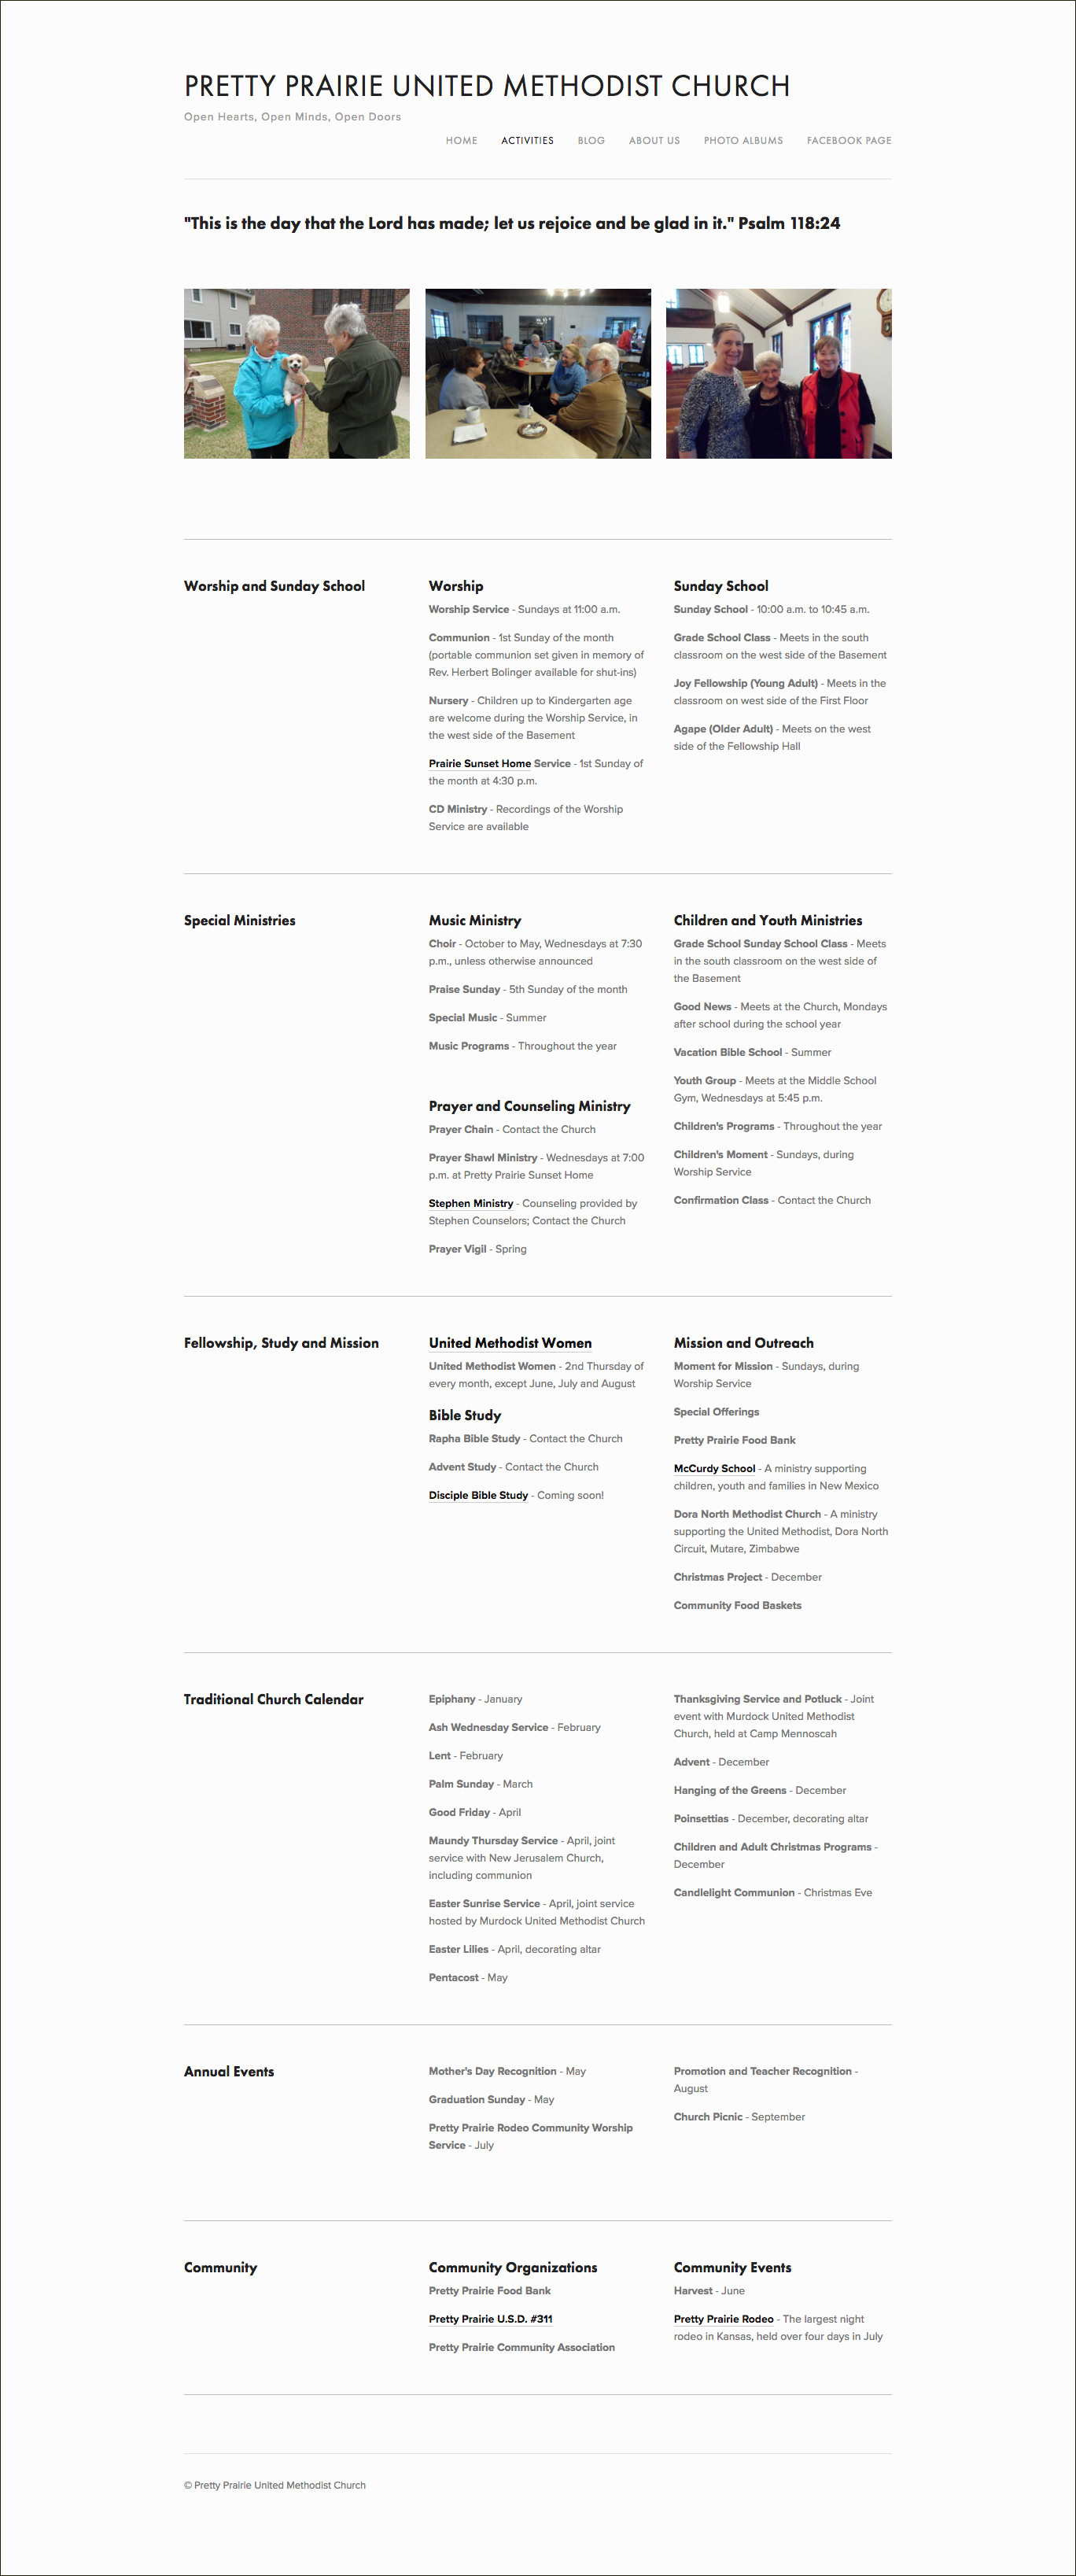 PRETTY PRAIRIE UNITED METHODIST CHURCH
Open Hearts, Open Minds, Open Doors
HOME ACTIVITIES BLOG ABOUT US PHOTO ALBUMS FACEBOOK PAGE
"This is the day that the Lord has made; let us rejoice and be glad in it." Psalm 118:24
Worship and Sunday School
Worship
Worship Service - Sundays at 11:00 a.m.
Communion - 1st Sunday of the month
(portable communion set given in memory of
Rev. Herbert Bolinger available for shut-ins)
Nursery - Children up to Kindergarten age
are welcome during the Worship Service, in
the west side of the Basement
Prairie Sunset Home Service - 1st Sunday of
the month at 4:30 p.m.
CD Ministry - Recordings of the Worship
Service are available
Sunday School
Sunday School - 10:00 a.m. to 10:45 a.m.
Grade School Class - Meets in the south
classroom on the west side of the Basement
Joy Fellowship (Young Adult) - Meets in the
classroom on west side of the First Floor
Agape (Older Adult) - Meets on the west
side of the Fellowship Hall
Special Ministries
Music Ministry
Choir - October to May, Wednesdays at 7:30
p.m., unless otherwise announced
Praise Sunday - 5th Sunday of the month
Special Music - Summer
Music Programs - Throughout the year
Prayer and Counseling Ministry
Prayer Chain - Contact the Church
Prayer Shawl Ministry - Wednesdays at 7:00
p.m. at Pretty Prairie Sunset Home
Stephen Ministry - Counseling provided by
Stephen Counselors; Contact the Church
Prayer Vigil - Spring
Children and Youth Ministries
Grade School Sunday School Class - Meets
in the south classroom on the west side of
the Basement
Good News - Meets at the Church, Mondays
after school during the school year
Vacation Bible School - Summer
Youth Group - Meets at the Middle School
Gym, Wednesdays at 5:45 p.m.
Children's Programs - Throughout the year
Children's Moment - Sundays, during
Worship Service
Confirmation Class - Contact the Church
Fellowship, Study and Mission
United Methodist Women
United Methodist Women - 2nd Thursday of
every month, except June, July and August
Bible Study
Rapha Bible Study - Contact the Church
Advent Study - Contact the Church
Disciple Bible Study - Coming soon!
Mission and Outreach
Moment for Mission - Sundays, during
Worship Service
Special Offerings
Pretty Prairie Food Bank
McCurdy School - A ministry supporting
children, youth and families in New Mexico
Dora North Methodist Church - A ministry
supporting the United Methodist, Dora North
Circuit, Mutare, Zimbabwe
Christmas Project - December
Community Food Baskets
Traditional Church Calendar
Epiphany - January
Ash Wednesday Service - February
Lent - February
Palm Sunday - March
Good Friday - April
Maundy Thursday Service - April, joint
service with New Jerusalem Church,
including communion
Easter Sunrise Service - April, joint service
hosted by Murdock United Methodist Church
Easter Lilies - April, decorating altar
Pentacost - May
Thanksgiving Service and Potluck - Joint
event with Murdock United Methodist
Church, held at Camp Mennoscah
Advent - December
Hanging of the Greens - December
Poinsettias - December, decorating altar
Children and Adult Christmas Programs -
December
Candlelight Communion - Christmas Eve
Annual Events
Mother's Day Recognition - May
Graduation Sunday - May
Pretty Prairie Rodeo Community Worship
Service - July
Promotion and Teacher Recognition -
August
Church Picnic - September
Community
Community Organizations
Pretty Prairie Food Bank
Pretty Prairie U.S.D. #311
Pretty Prairie Community Association
Community Events
Harvest - June
Pretty Prairie Rodeo - The largest night
rodeo in Kansas, held over four days in July
© Pretty Prairie United Methodist Church